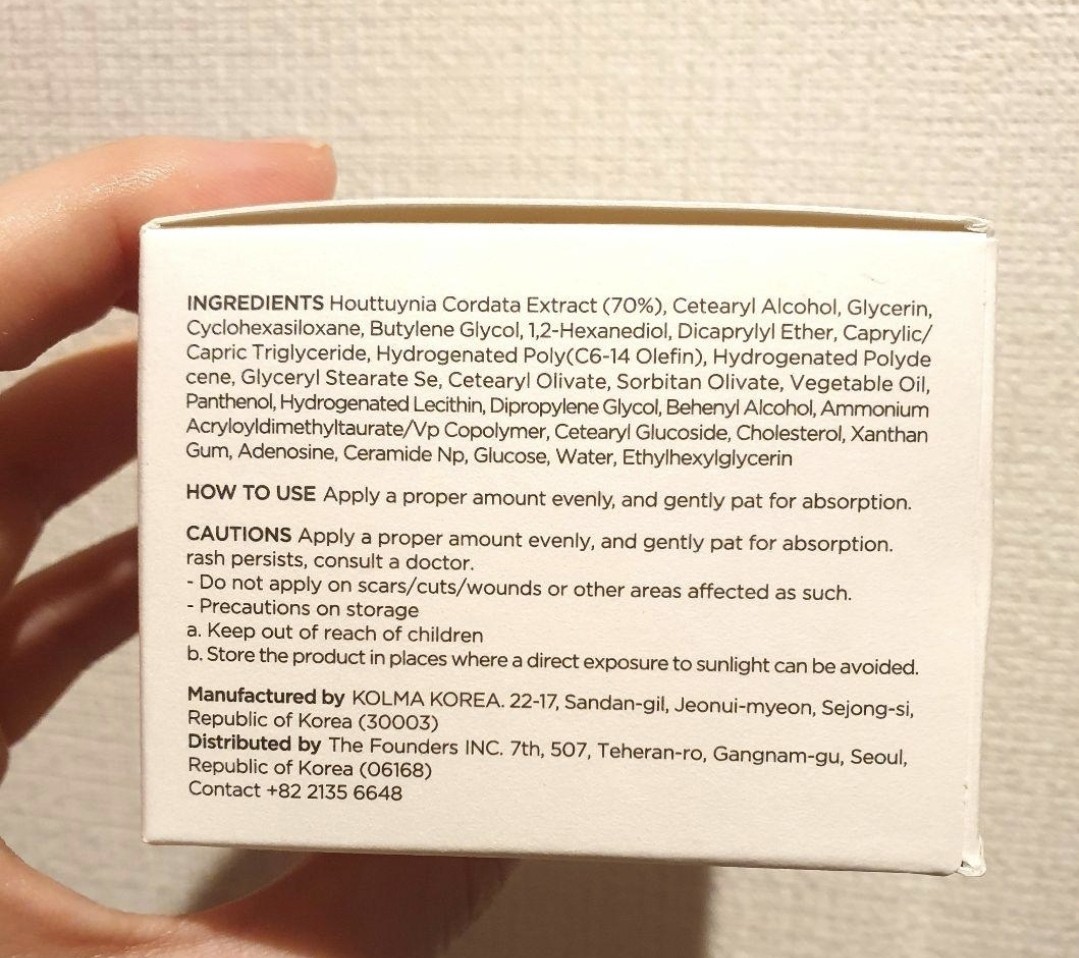 INGREDIENTS Houttuynia Cordata Extract (70%), Cetearyl Alcohol, Glycerin,
Cyclohexasiloxane, Butylene Glycol, 1,2-Hexanediol, Dicaprylyl Ether, Caprylic/
Capric Triglyceride, Hydrogenated Poly(C6-14 Olefin), Hydrogenated Polyde
cene, Glyceryl Stearate Se, Cetearyl Olivate, Sorbitan Olivate, Vegetable Oil,
Panthenol, Hydrogenated Lecithin, Dipropylene Glycol, Behenyl Alcohol, Ammonium
Acryloyldimethyltaurate/Vp Copolymer, Cetearyl Glucoside, Cholesterol, Xanthan
Gum, Adenosine, Ceramide Np, Glucose, Water, Ethylhexylglycerin
HOW TO USE Apply a proper amount evenly, and gently pat for absorption.
CAUTIONS Apply a proper amount evenly, and gently pat for absorption.
rash persists, consult a doctor.
- Do not apply on scars/cuts/wounds or other areas affected as such.
- Precautions on storage
a. Keep out of reach of children
b. Store the product in places where a direct exposure to sunlight can be avoided.
Manufactured by KOLMA KOREA. 22-17, Sandan-gil, Jeonui-myeon, Sejong-si,
Republic of Korea (30003)
Distributed by The Founders INC. 7th, 507, Teheran-ro, Gangnam-gu, Seoul,
Republic of Korea (06168)
Contact +82 2135 6648